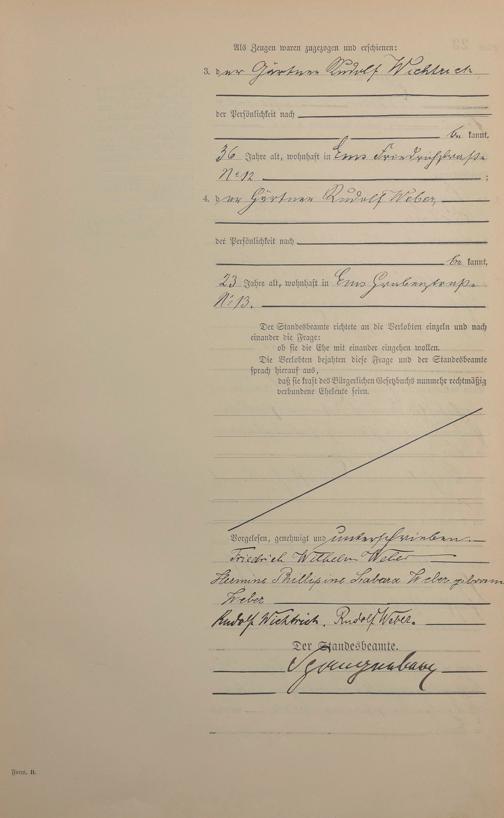 Als Zeugen waren zugezogen und erschienen:
3. der Gärtner Rudolf Wichtrich
der Persönlichkeit nach
be kannt,
36 Jahre alt, wohnhaft in Ems Friedrichstraße
No 12 ;
4. der Gärtner Rudolf Weber
der Persönlichkeit nach
be kannt,
23 Jahre alt, wohnhaft in Ems Grabenstraße
No 13.
Der Standesbeamte richtete an die Verlobten einzeln und nach
einander die Frage:
ob sie die Ehe mit einander eingehen wollen.
Die Verlobten bejahten diese Frage und der Standesbeamte
sprach hierauf aus,
daß sie kraft des Bürgerlichen Gesetzbuchs nunmehr rechtmäßig
verbundene Eheleute seien.
Vorgelesen, genehmigt und unterschrieben.
Friedrich Wilhelm Weber
Hermine Phillipine Weber geborene
Weber
Rudolf Wichtrich. Rudolf Weber.
Der Standesbeamte.
Form. B.